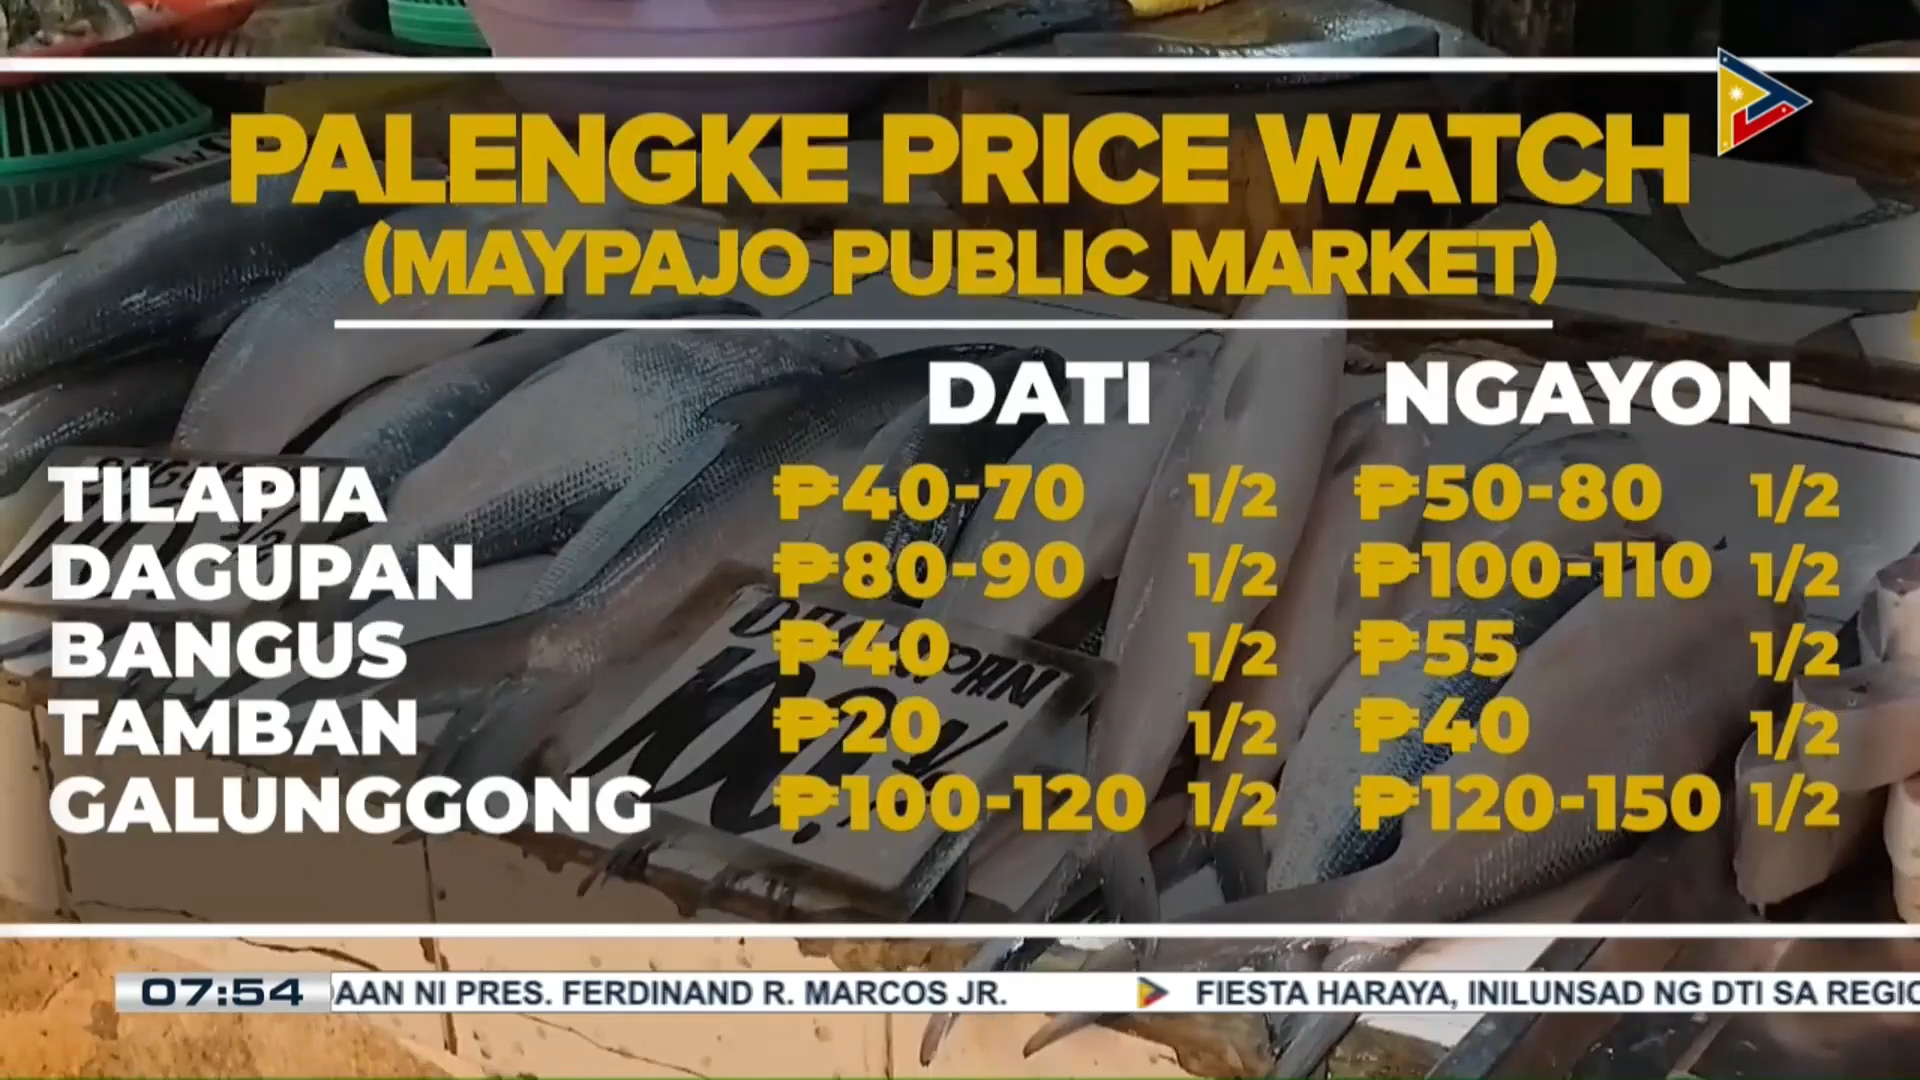 PALENGKE PRICE WATCH
(MAYPAJO PUBLIC MARKET)
DATI NGAYON
TILAPIA ₱40-70 1/2 ₱50-80 1/2
DAGUPAN ₱80-90 1/2 ₱100-110 1/2
BANGUS ₱40 1/2 ₱55 1/2
TAMBAN ₱20 1/2 ₱40 1/2
GALUNGGONG ₱100-120 1/2 ₱120-150 1/2
07:54 AAN NI PRES. FERDINAND R. MARCOS JR. FIESTA HARAYA, INILUNSAD NG DTI SA REGIO